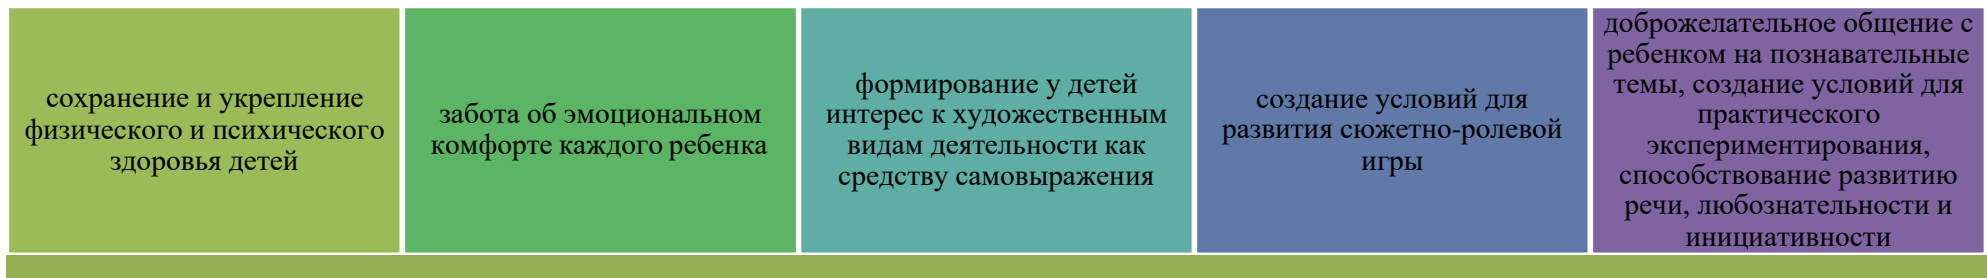 сохранение и укрепление
физического и психического
здоровья детей
забота об эмоциональном
комфорте каждого ребенка
формирование у детей
интерес к художественным
видам деятельности как
средству самовыражения
создание условий для
развития сюжетно-ролевой
игры
доброжелательное общение с
ребенком на познавательные
темы, создание условий для
практического
экспериментирования,
способствование развитию
речи, любознательности и
инициативности